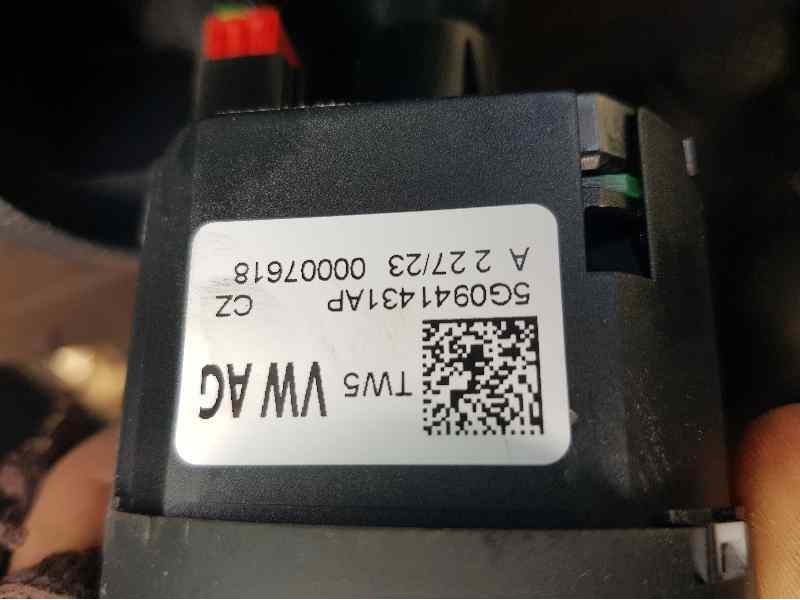 TW5 VW AG
5G0941431AP CZ
A 2 27/23 00007618